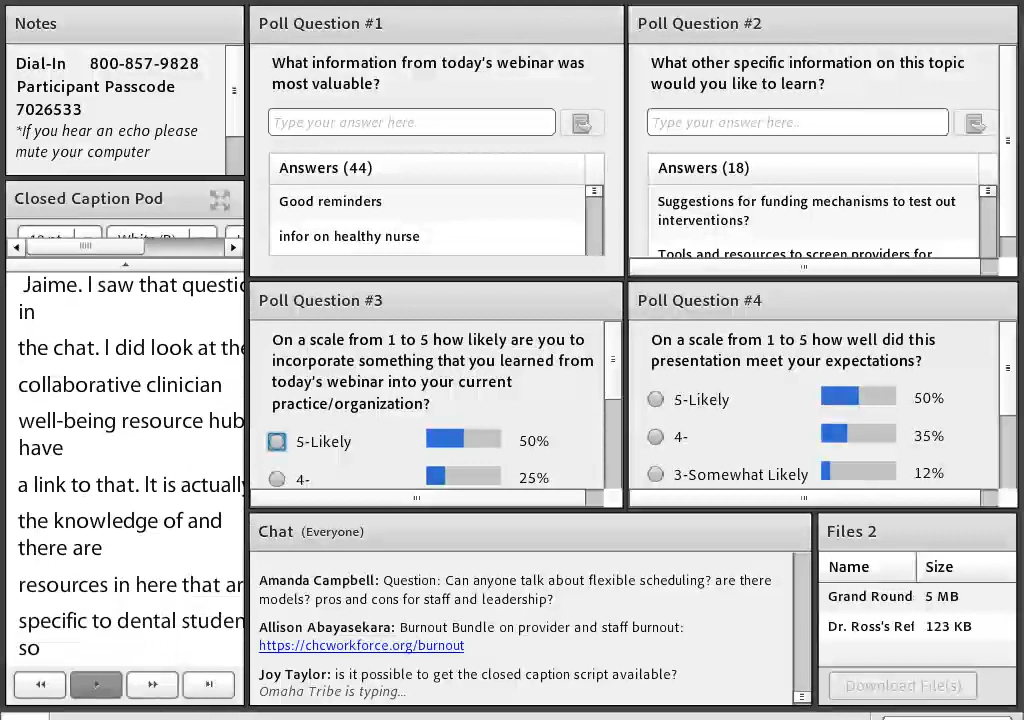 Notes
Dial-In 800-857-9828
Participant Passcode
7026533
*If you hear an echo please
mute your computer
Closed Caption Pod
Jaime. I saw that
in
the chat. I did look at the
collaborative clinician
well-being resource hub
have
a link to that. It is actually
the knowledge of and
there are
resources in here that
specific to dental
so
Poll Question #1
What information from today's webinar was
most valuable?
Type your answer here.
Answers (44)
Good reminders
infor on healthy nurse
Poll Question #2
What other specific information on this topic
would you like to learn?
Type your answer here..
Answers (18)
Suggestions for funding mechanisms to test out
interventions?
Tools and resources to screen providers for
Poll Question #3
On a scale from 1 to 5 how likely are you to
incorporate something that you learned from
today's webinar into your current
practice/organization?
5-Likely 50%
4- 25%
Poll Question #4
On a scale from 1 to 5 how well did this
presentation meet your expectations?
5-Likely 50%
4- 35%
3-Somewhat Likely 12%
Chat (Everyone)
Amanda Campbell: Question: Can anyone talk about flexible scheduling? are there
models? pros and cons for staff and leadership?
Allison Abayasekara: Burnout Bundle on provider and staff burnout:
https://chcworkforce.org/burnout
Joy Taylor: is it possible to get the closed caption script available?
Omaha Tribe is typing...
Files 2
Name Size
Grand Round 5 MB
Dr. Ross's Ref 123 KB
Download File(s)